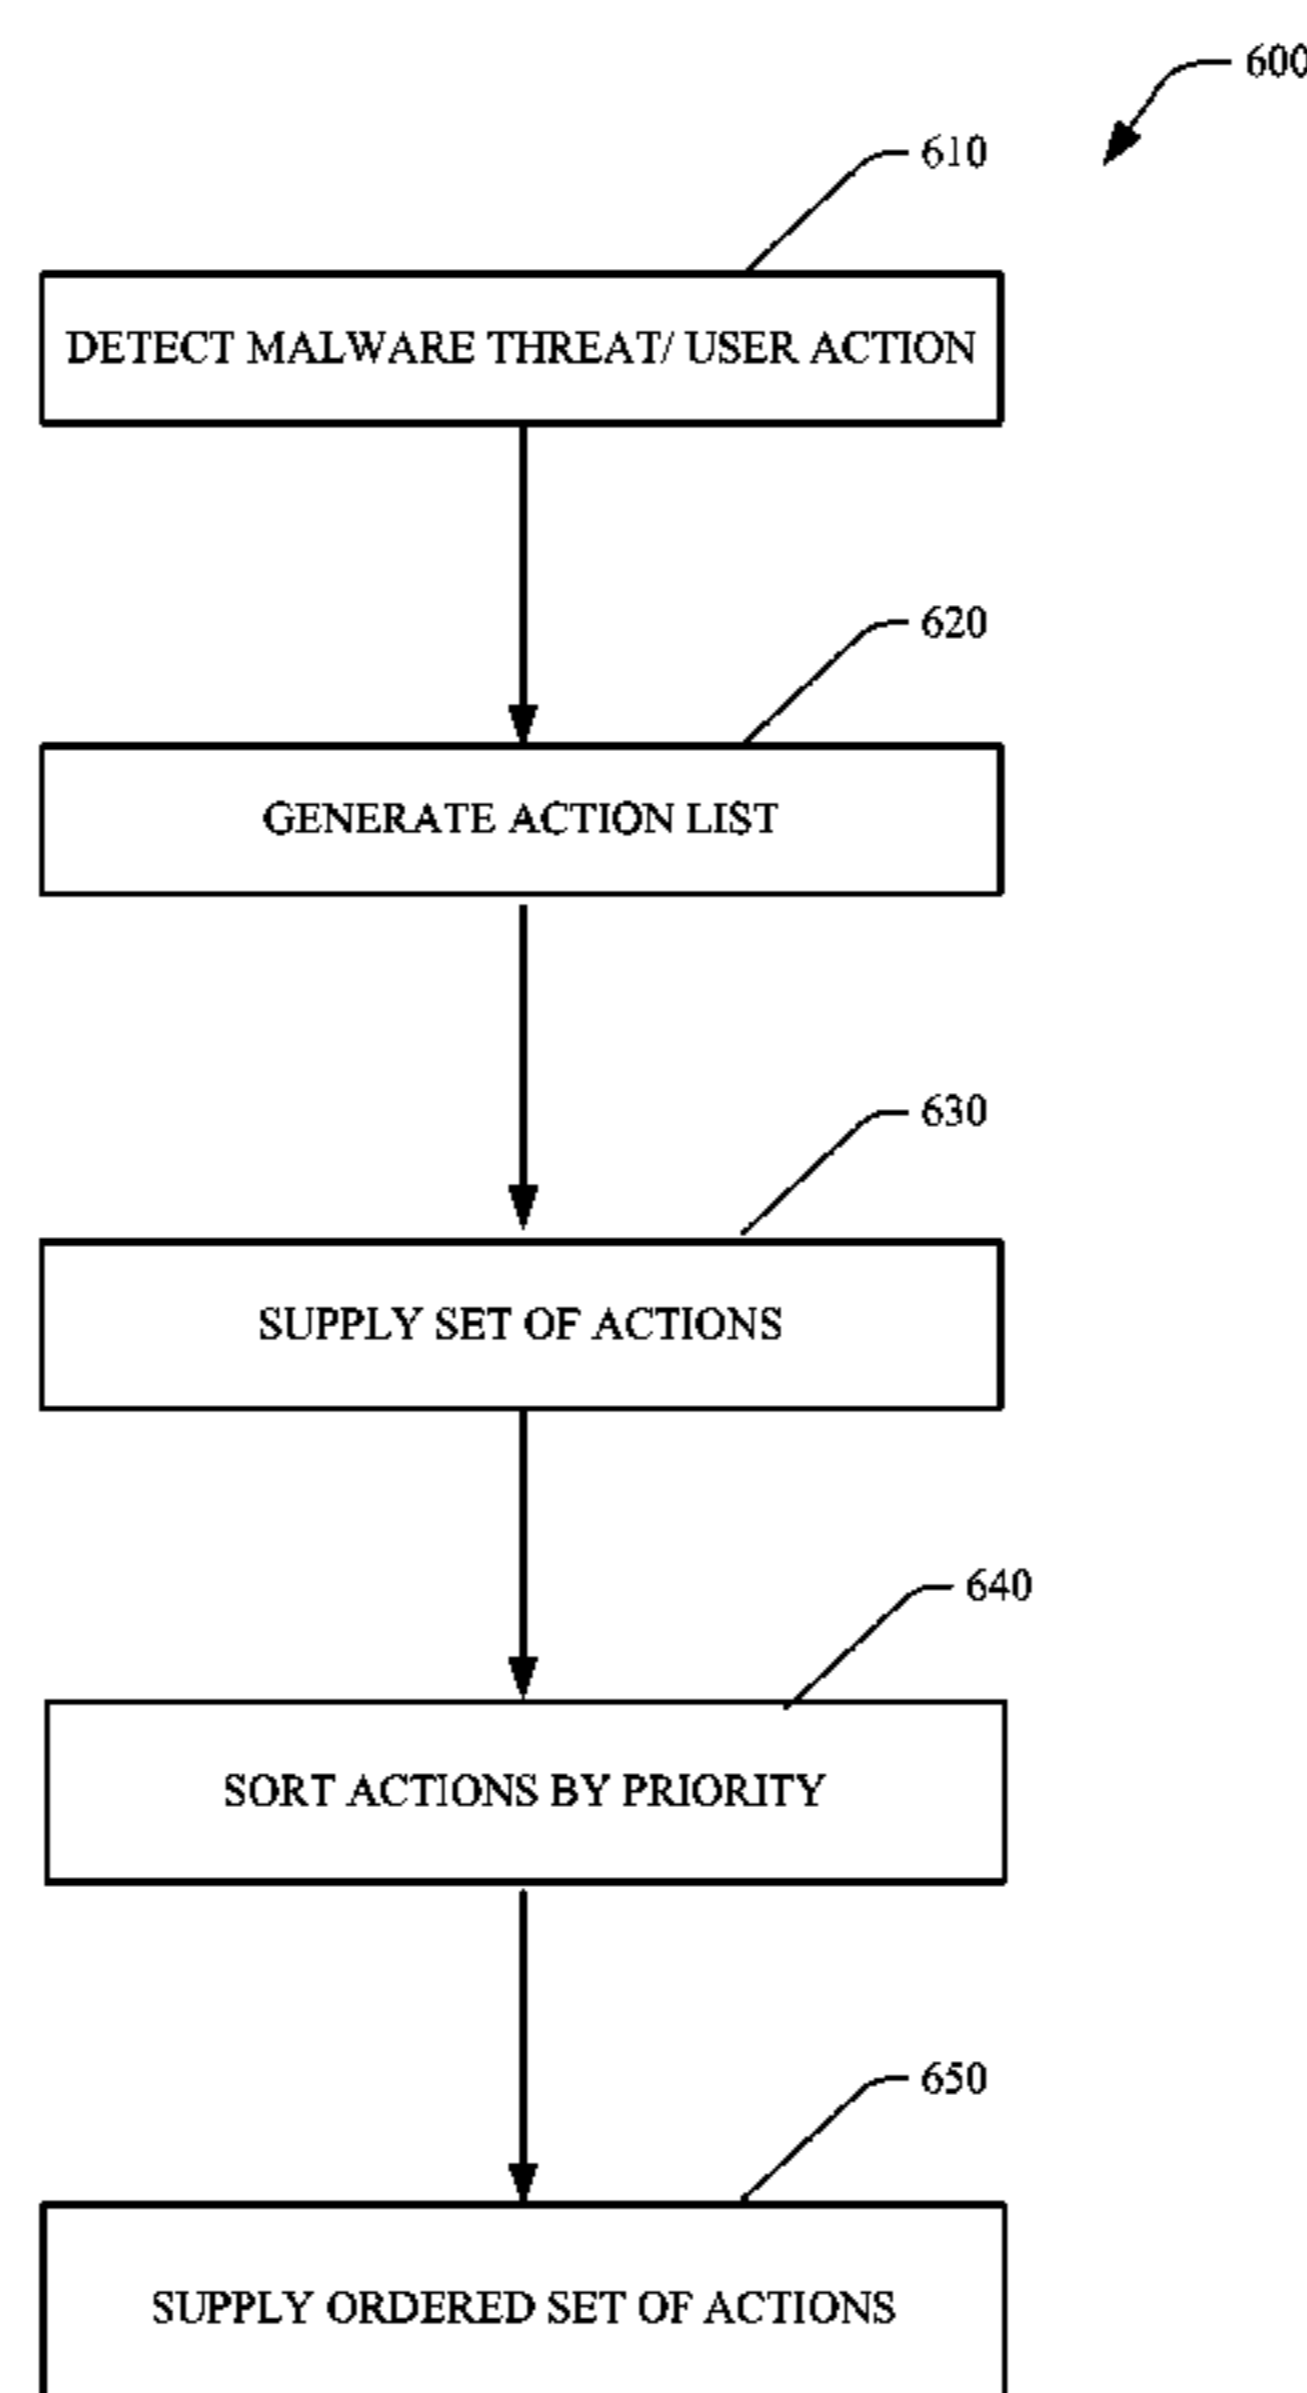 600
610
DETECT MALWARE THREAT/ USER ACTION
620
GENERATE ACTION LIST
630
SUPPLY SET OF ACTIONS
640
SORT ACTIONS BY PRIORITY
650
SUPPLY ORDERED SET OF ACTIONS